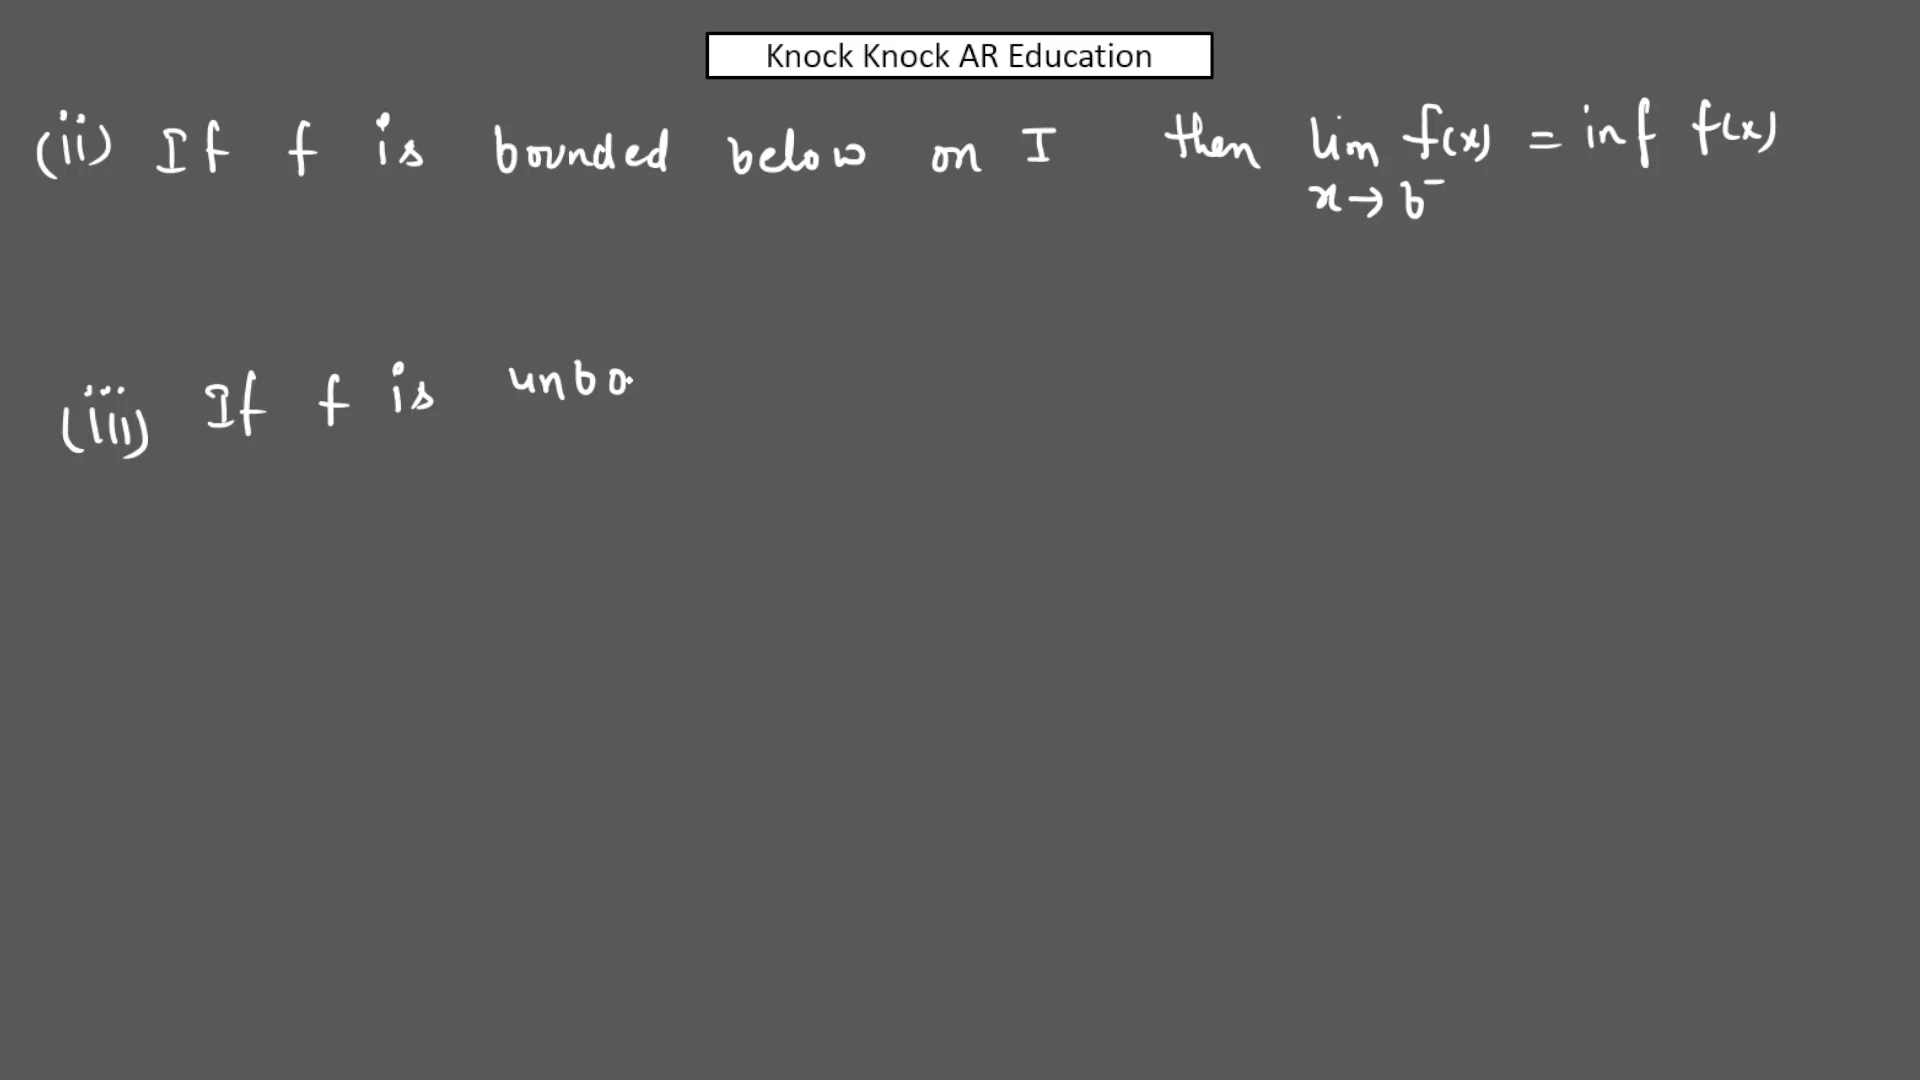 Knock Knock AR Education
(ii) If f is bounded below on I then lim f(x) = inf f(x)
x→b⁻
(iii) If f is unbo